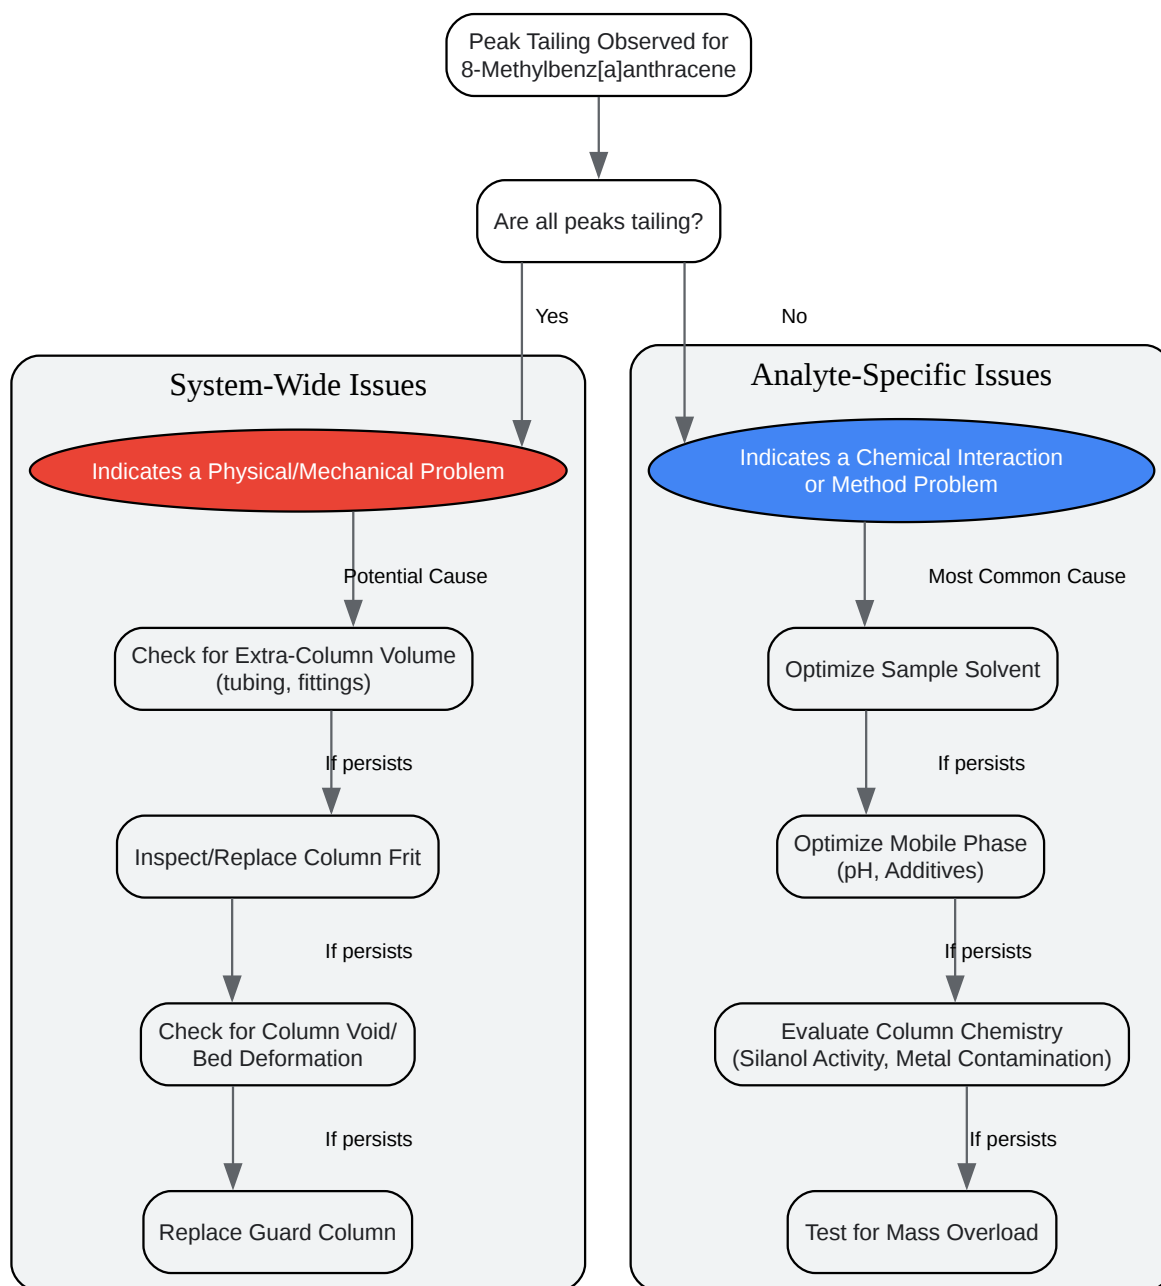 Peak Tailing Observed for
8-Methylbenz[a]anthracene
Are all peaks tailing?
Yes
No
System-Wide Issues
Indicates a Physical/Mechanical Problem
Potential Cause
Check for Extra-Column Volume
(tubing, fittings)
If persists
Inspect/Replace Column Frit
If persists
Check for Column Void/
Bed Deformation
If persists
Replace Guard Column
Analyte-Specific Issues
Indicates a Chemical Interaction
or Method Problem
Most Common Cause
Optimize Sample Solvent
If persists
Optimize Mobile Phase
(pH, Additives)
If persists
Evaluate Column Chemistry
(Silanol Activity, Metal Contamination)
If persists
Test for Mass Overload